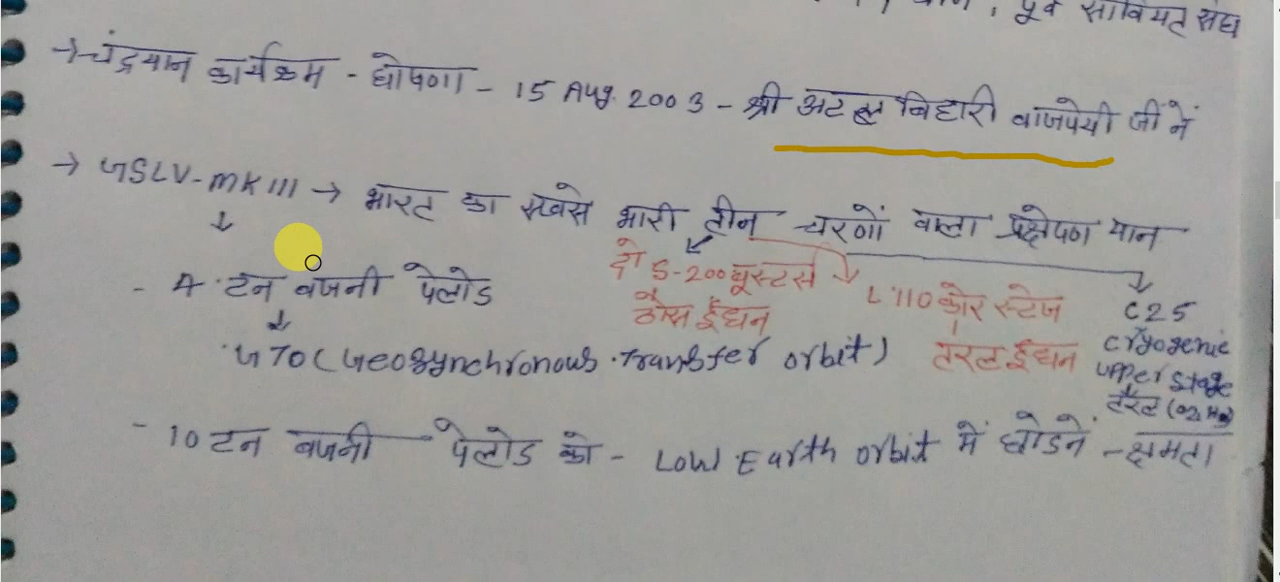 पूर्व सोवियत संघ
→ चंद्रयान कार्यक्रम - घोषणा - 15 Aug. 2003 - श्री अटल बिहारी वाजपेयी जी नें
→ GSLV-MK III → भारत का सबसे भारी तीन चरणों वाला प्रक्षेपण यान
↓
दो S-200 बूस्टर्स
ठोस ईंधन
L'110 कोर स्टेज
तरल ईंधन
C25
cryogenic
upper stage
तरल (O2, H2)
- 4 टन वजनी पेलोड
↓
GTO (Geosynchronous Transfer orbit)
- 10 टन वजनी पेलोड को - Low Earth orbit में छोडनें - क्षमता